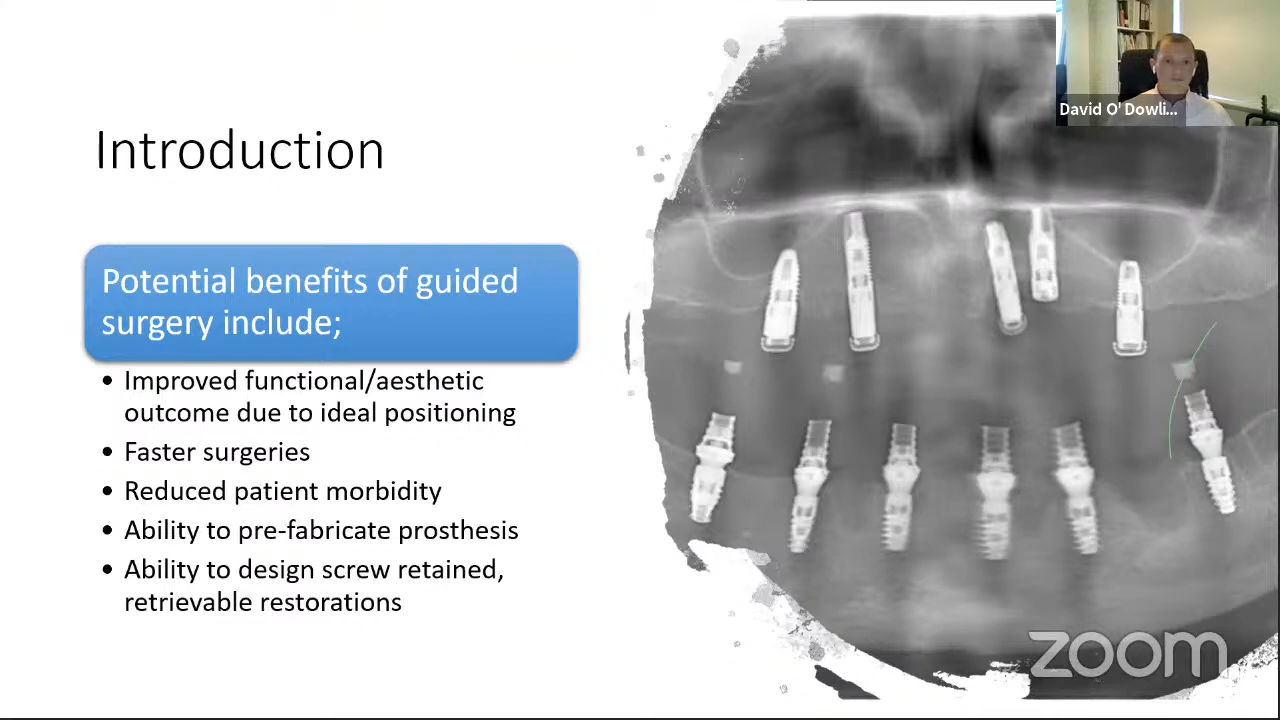 David O' Dowli...
Introduction
Potential benefits of guided
surgery include;
• Improved functional/aesthetic
outcome due to ideal positioning
• Faster surgeries
• Reduced patient morbidity
• Ability to pre-fabricate prosthesis
• Ability to design screw retained,
retrievable restorations
zoom